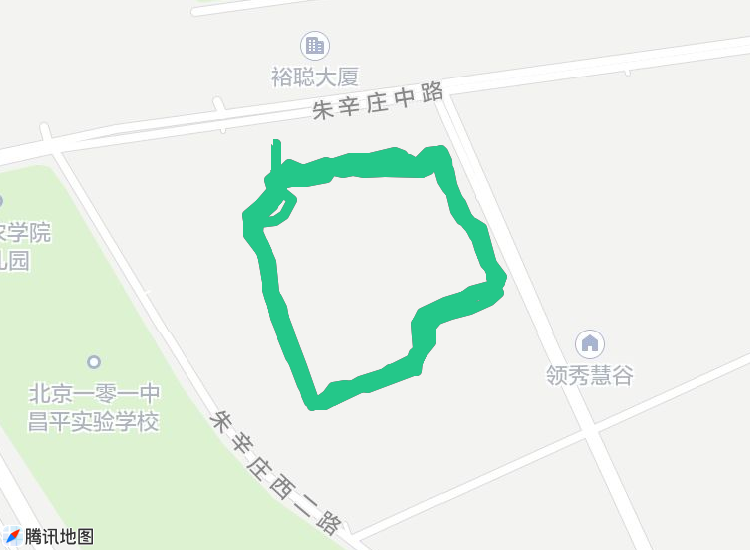 裕聪大厦
朱辛庄中路
农学院
儿园
领秀慧谷
北京一零一中
昌平实验学校
朱辛庄西二路
腾讯地图